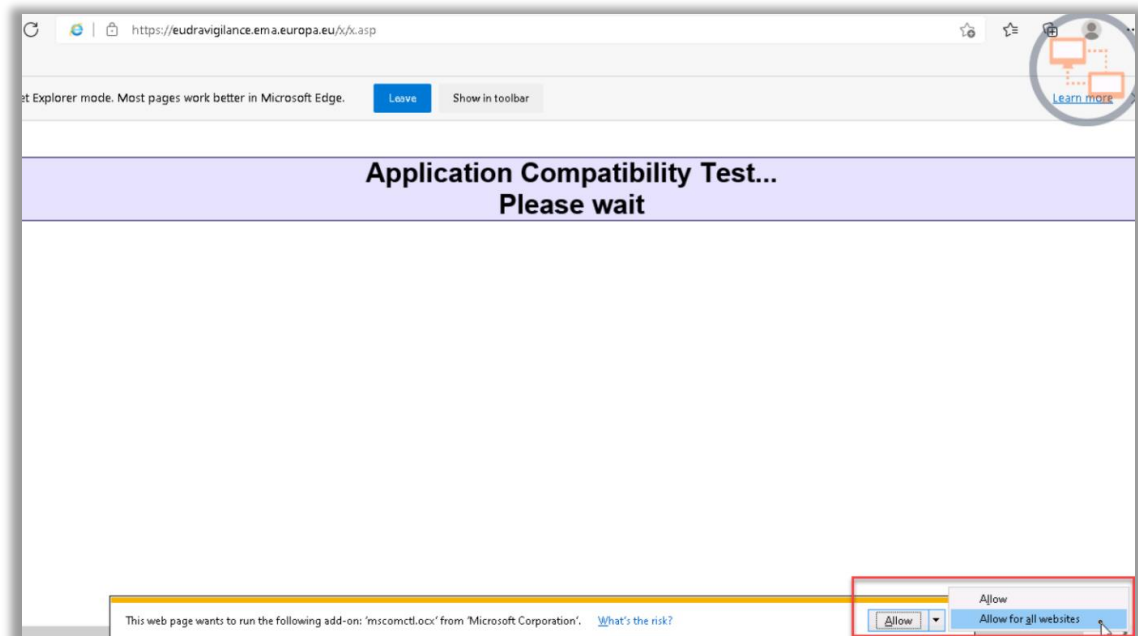 https://eudravigilance.ema.europa.eu/x/x.asp
et Explorer mode. Most pages work better in Microsoft Edge. Leave Show in toolbar Learn more
Application Compatibility Test...
Please wait
Allow
This web page wants to run the following add-on: 'mscomctl.ocx' from 'Microsoft Corporation'. What's the risk? Allow Allow for all websites